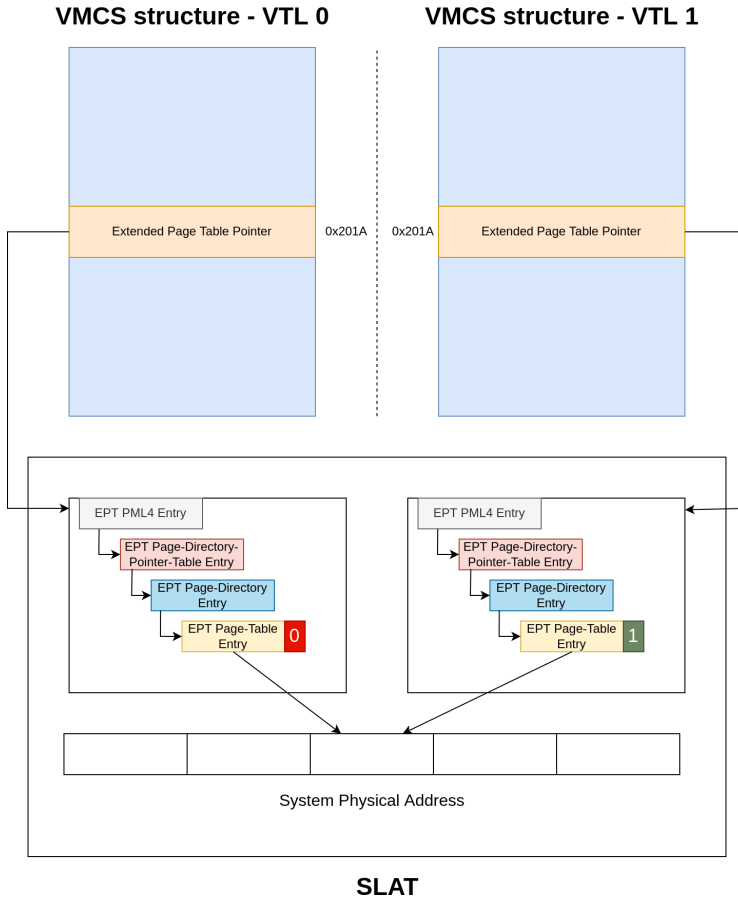 VMCS structure - VTL 0
VMCS structure - VTL 1
Extended Page Table Pointer
0x201A
0x201A
Extended Page Table Pointer
EPT PML4 Entry
EPT Page-Directory-
Pointer-Table Entry
EPT Page-Directory
Entry
EPT Page-Table
Entry
0
EPT PML4 Entry
EPT Page-Directory-
Pointer-Table Entry
EPT Page-Directory
Entry
EPT Page-Table
Entry
1
System Physical Address
SLAT